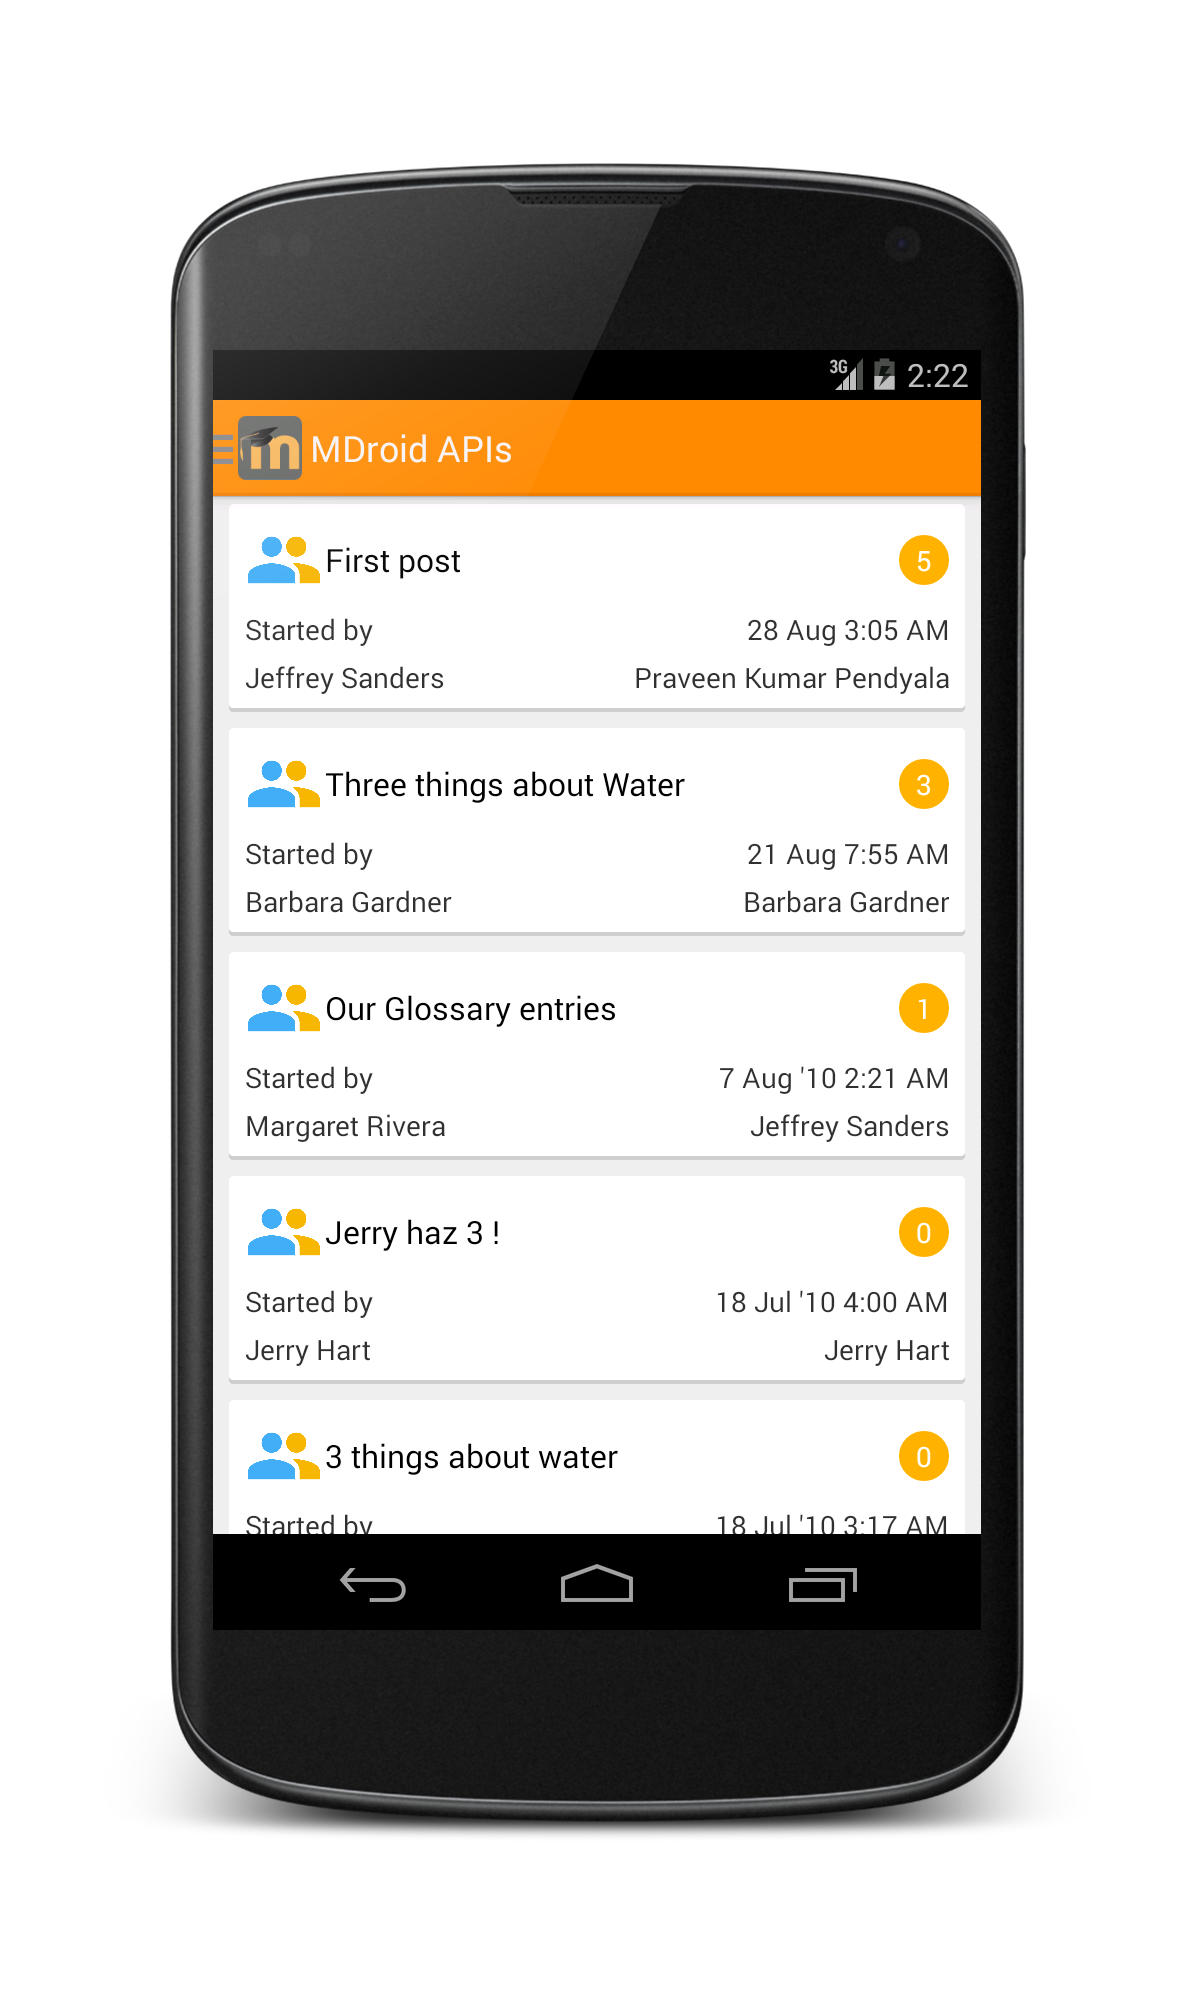 3G 2:22
m MDroid APIs
First post 5
Started by 28 Aug 3:05 AM
Jeffrey Sanders Praveen Kumar Pendyala
Three things about Water 3
Started by 21 Aug 7:55 AM
Barbara Gardner Barbara Gardner
Our Glossary entries 1
Started by 7 Aug '10 2:21 AM
Margaret Rivera Jeffrey Sanders
Jerry haz 3 ! 0
Started by 18 Jul '10 4:00 AM
Jerry Hart Jerry Hart
3 things about water 0
Started by 18 Jul '10 3:17 AM